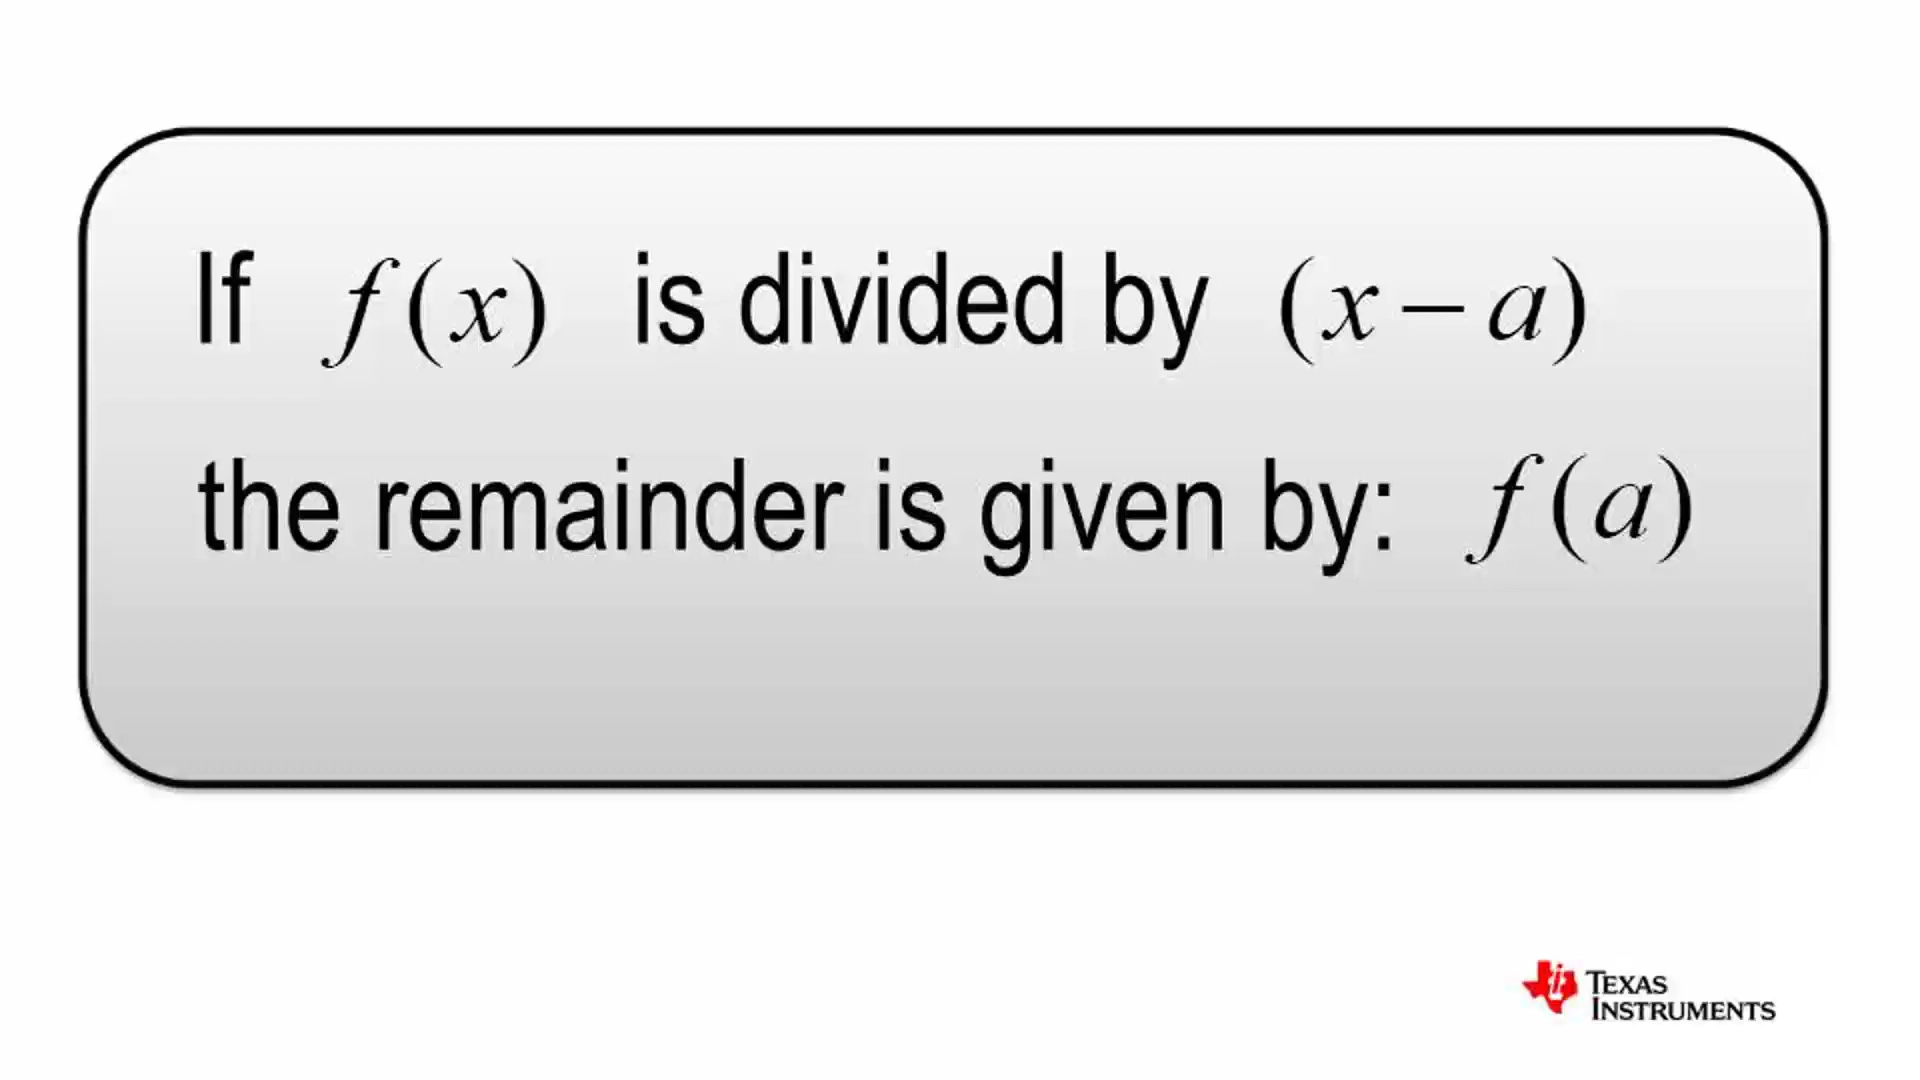 If f(x) is divided by (x – a)
the remainder is given by: f(a)
TEXAS
INSTRUMENTS